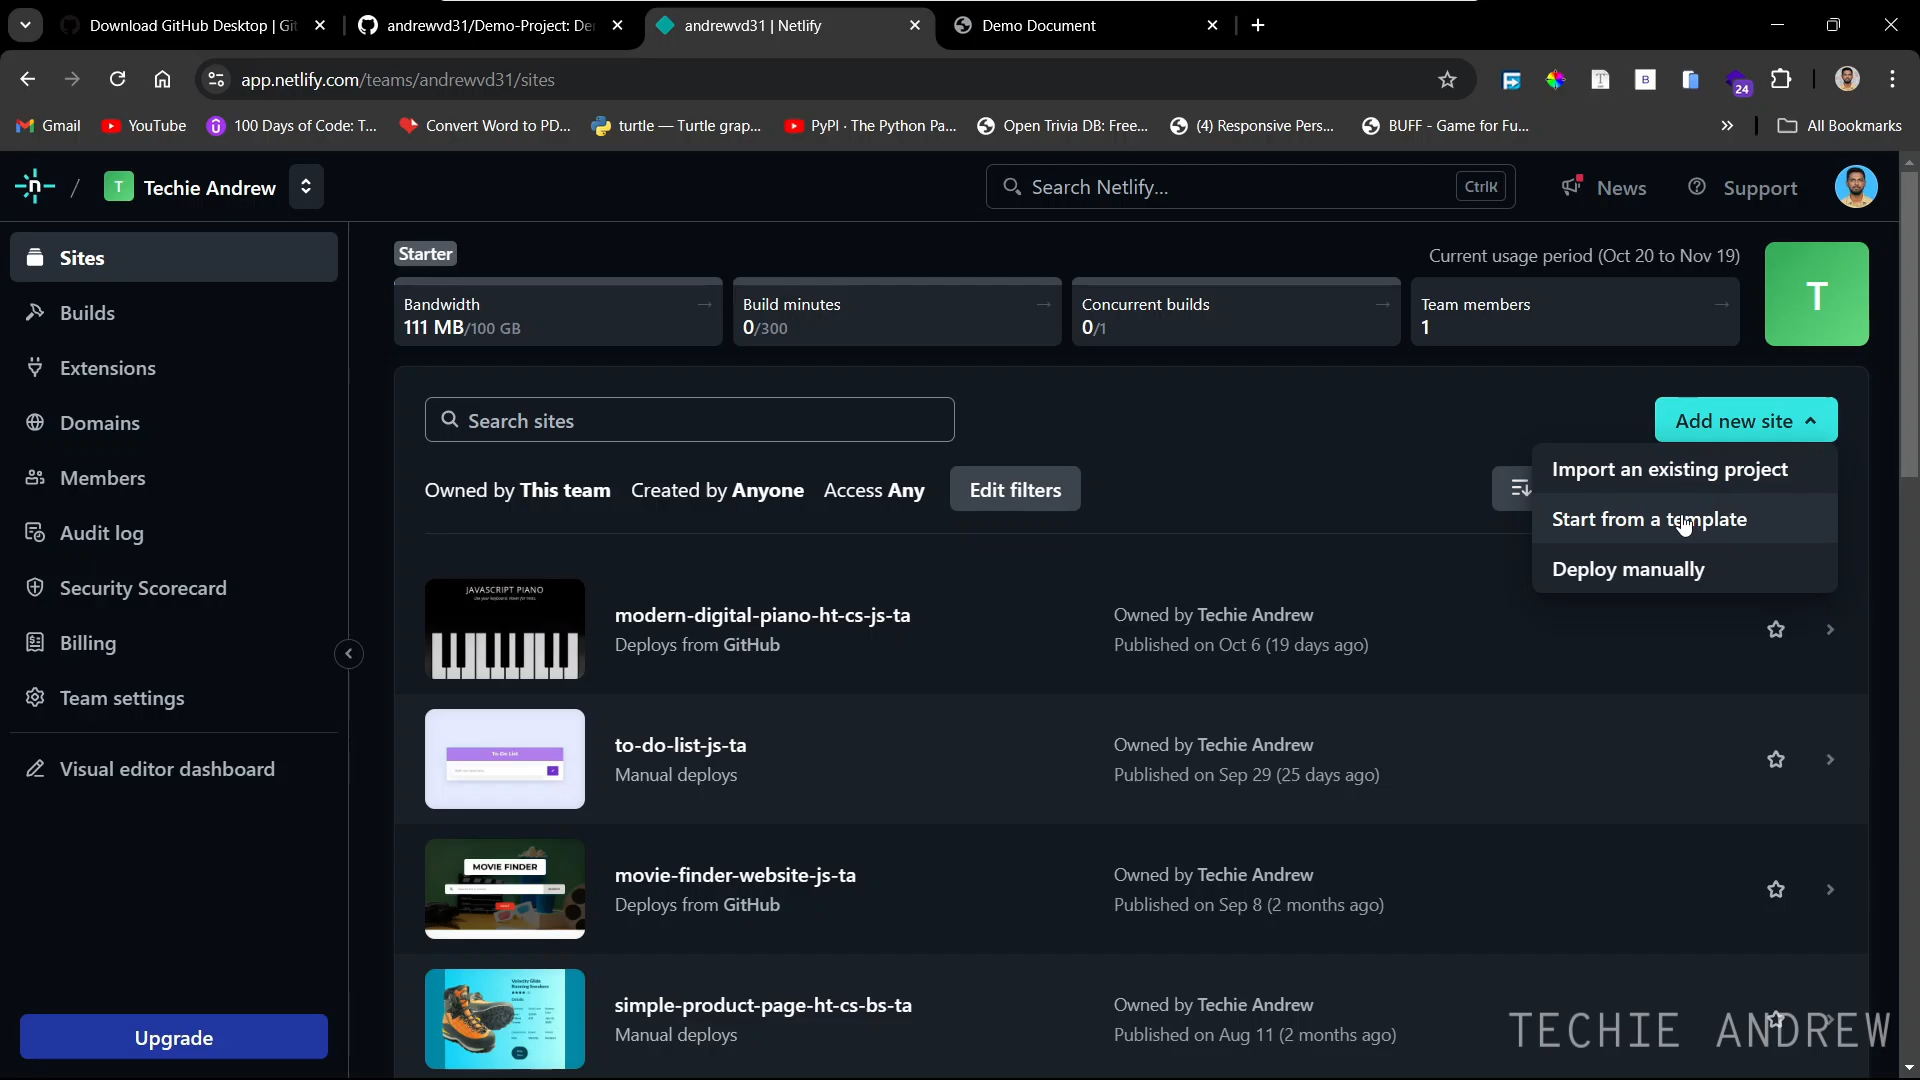 Download GitHub Desktop | Git
andrewvd31/Demo-Project: De
andrewvd31 | Netlify
Demo Document
app.netlify.com/teams/andrewvd31/sites
24
Gmail
YouTube
100 Days of Code: T...
Convert Word to PD...
turtle — Turtle grap...
PyPI · The Python Pa...
Open Trivia DB: Free...
(4) Responsive Pers...
BUFF - Game for Fu...
All Bookmarks
T
Techie Andrew
Search Netlify...
CtrlK
News
Support
Sites
Builds
Extensions
Domains
Members
Audit log
Security Scorecard
Billing
Team settings
Visual editor dashboard
Upgrade
Starter
Current usage period (Oct 20 to Nov 19)
Bandwidth
111 MB/100 GB
Build minutes
0/300
Concurrent builds
0/1
Team members
1
T
Search sites
Add new site
Owned by This team Created by Anyone Access Any
Edit filters
Import an existing project
Start from a template
Deploy manually
JAVASCRIPT PIANO
modern-digital-piano-ht-cs-js-ta
Deploys from GitHub
Owned by Techie Andrew
Published on Oct 6 (19 days ago)
To-Do List
to-do-list-js-ta
Manual deploys
Owned by Techie Andrew
Published on Sep 29 (25 days ago)
MOVIE FINDER
movie-finder-website-js-ta
Deploys from GitHub
Owned by Techie Andrew
Published on Sep 8 (2 months ago)
simple-product-page-ht-cs-bs-ta
Manual deploys
Owned by Techie Andrew
Published on Aug 11 (2 months ago)
TECHIE ANDREW